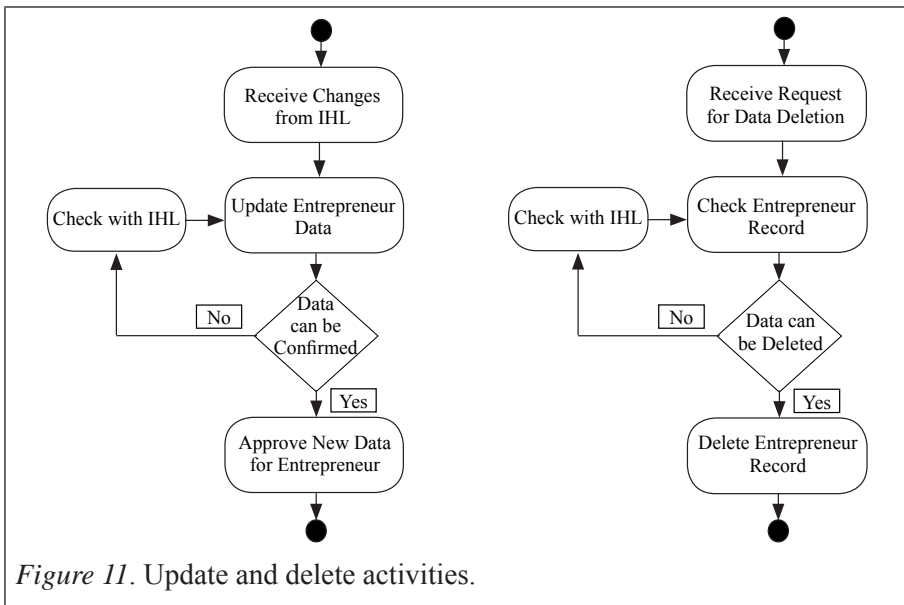 Receive Changes
from IHL
Check with IHL
Update Entrepreneur
Data
Data
can be
Confirmed
No
Yes
Approve New Data
for Entrepreneur
Receive Request
for Data Deletion
Check with IHL
Check Entrepreneur
Record
Data can
be Deleted
No
Yes
Delete Entrepreneur
Record
Figure 11. Update and delete activities.